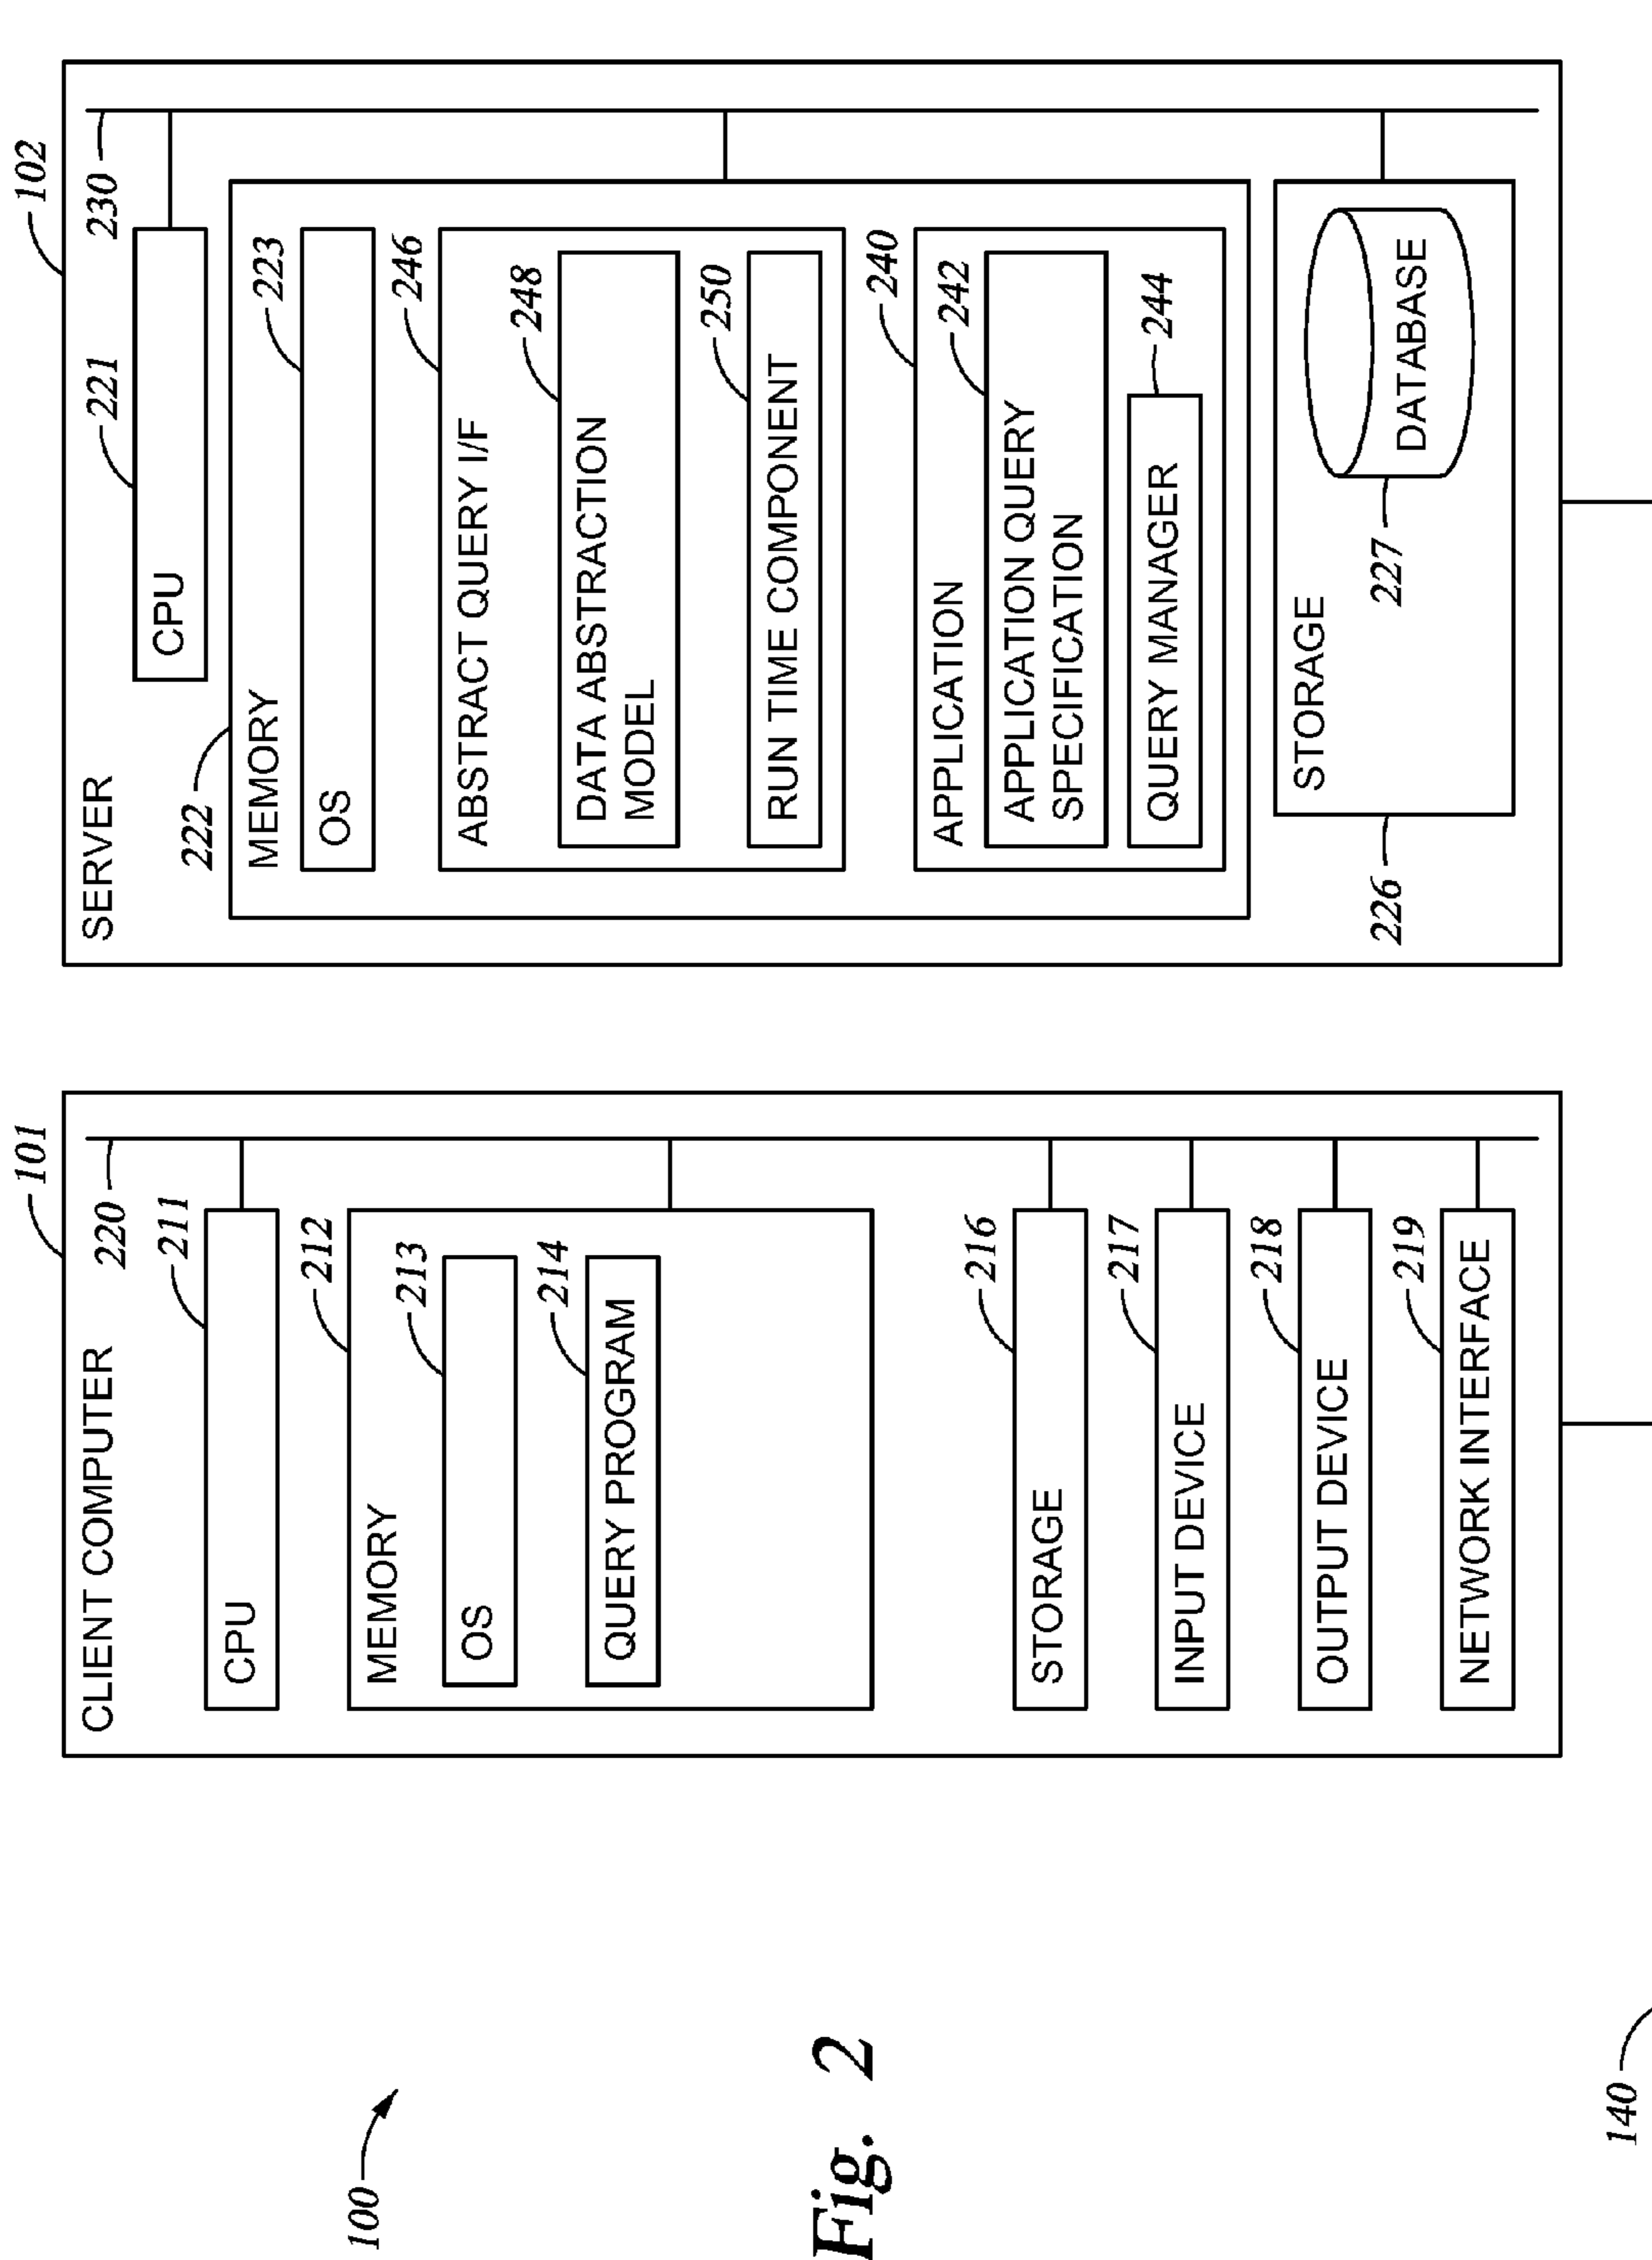 100
101
102
CLIENT COMPUTER
220
211
CPU
212
MEMORY
213
OS
214
QUERY PROGRAM
216
STORAGE
217
INPUT DEVICE
218
OUTPUT DEVICE
219
NETWORK INTERFACE
SERVER
230
221
CPU
222
MEMORY
223
OS
246
ABSTRACT QUERY I/F
248
DATA ABSTRACTION
MODEL
250
RUN TIME COMPONENT
240
APPLICATION
242
APPLICATION QUERY
SPECIFICATION
244
QUERY MANAGER
STORAGE
226
227
DATABASE
Fig. 2
140